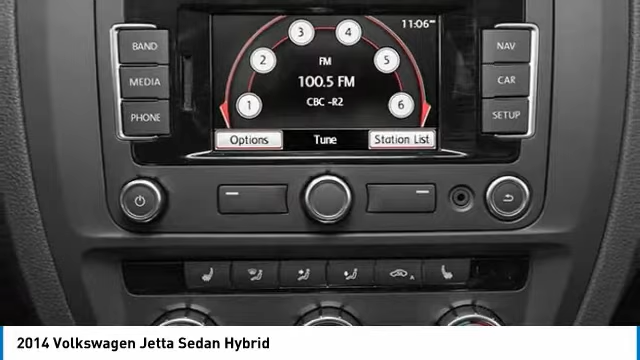 11:06 am
BAND
3
4
NAV
2
FM
5
MEDIA
100.5 FM
CAR
1
CBC -R2
6
PHONE
SETUP
Options
Tune
Station List
A
2014 Volkswagen Jetta Sedan Hybrid